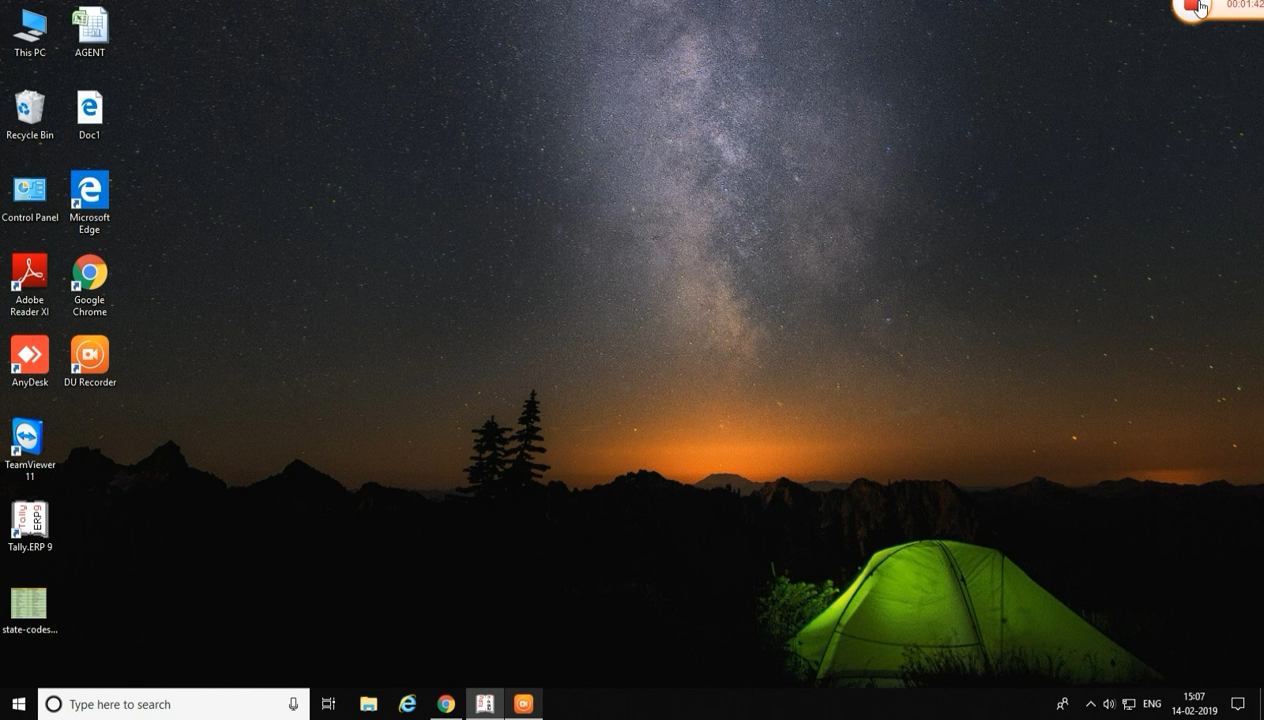 This PC
AGENT
Recycle Bin
Doc1
Control Panel
Microsoft
Edge
Adobe
Reader XI
Google
Chrome
AnyDesk
DU Recorder
TeamViewer
11
Tally
ERP9
Tally.ERP 9
state-codes...
00:01:42
Type here to search
ENG
15:07
14-02-2019